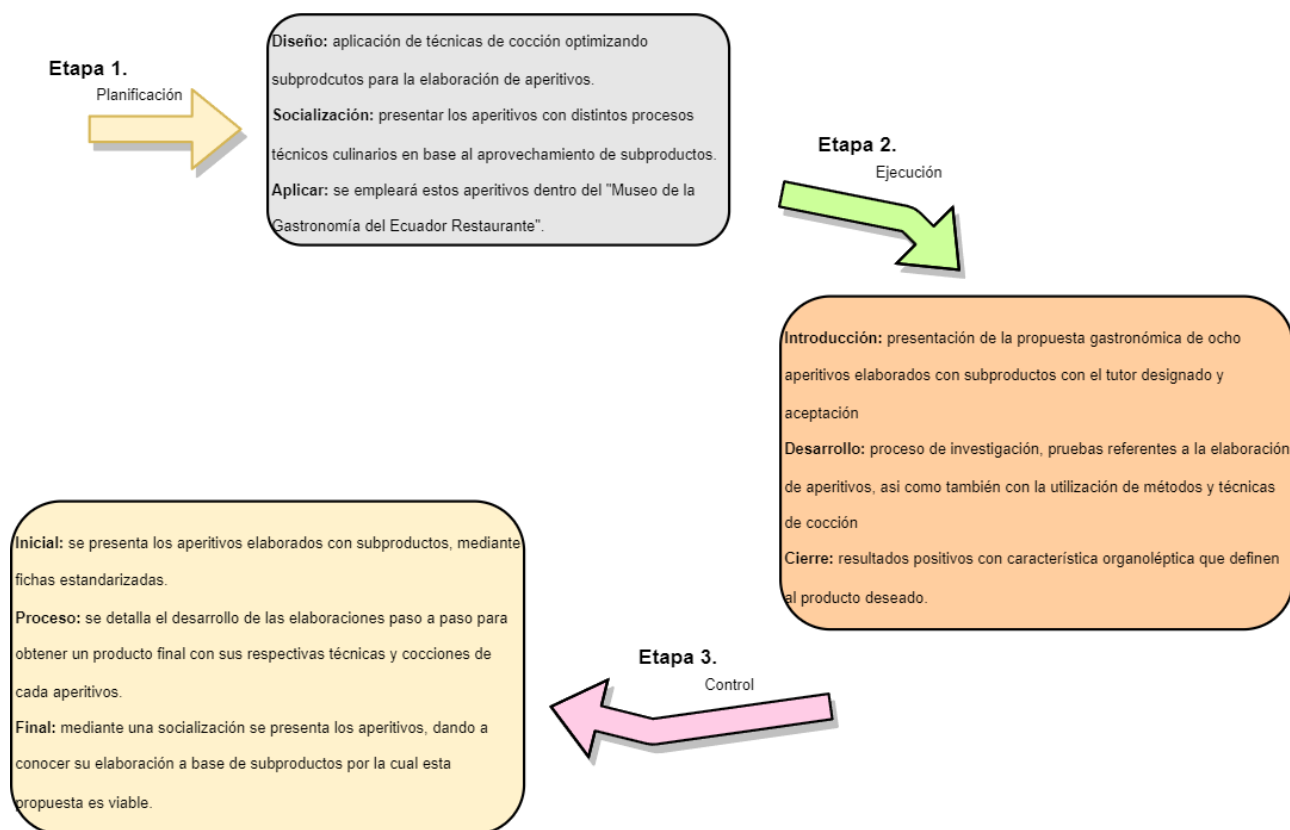 Etapa 1.
Planificación
Diseño: aplicación de técnicas de cocción optimizando
subprodcutos para la elaboración de aperitivos.
Socialización: presentar los aperitivos con distintos procesos
técnicos culinarios en base al aprovechamiento de subproductos.
Aplicar: se empleará estos aperitivos dentro del "Museo de la
Gastronomía del Ecuador Restaurante".
Etapa 2.
Ejecución
Introducción: presentación de la propuesta gastronómica de ocho
aperitivos elaborados con subproductos con el tutor designado y
aceptación
Desarrollo: proceso de investigación, pruebas referentes a la elaboración
de aperitivos, asi como también con la utilización de métodos y técnicas
de cocción
Cierre: resultados positivos con característica organoléptica que definen
al producto deseado.
Etapa 3.
Control
Inicial: se presenta los aperitivos elaborados con subproductos, mediante
fichas estandarizadas.
Proceso: se detalla el desarrollo de las elaboraciones paso a paso para
obtener un producto final con sus respectivas técnicas y cocciones de
cada aperitivos.
Final: mediante una socialización se presenta los aperitivos, dando a
conocer su elaboración a base de subproductos por la cual esta
propuesta es viable.